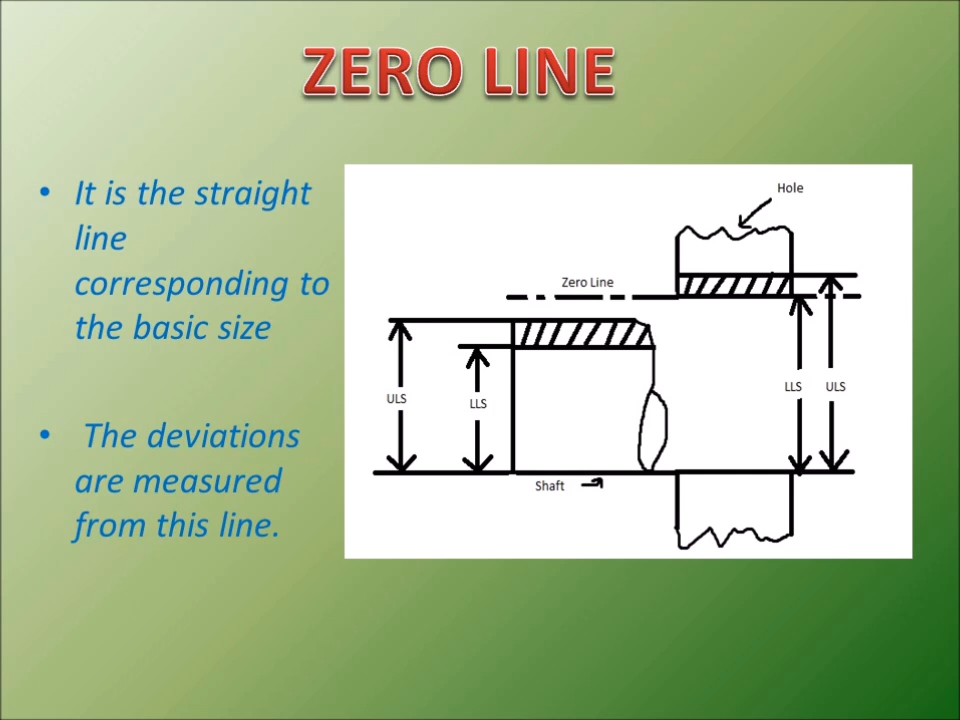 ZERO LINE
• It is the straight
line
corresponding to
the basic size
• The deviations
are measured
from this line.
Hole
Zero Line
ULS
LLS
LLS
ULS
Shaft